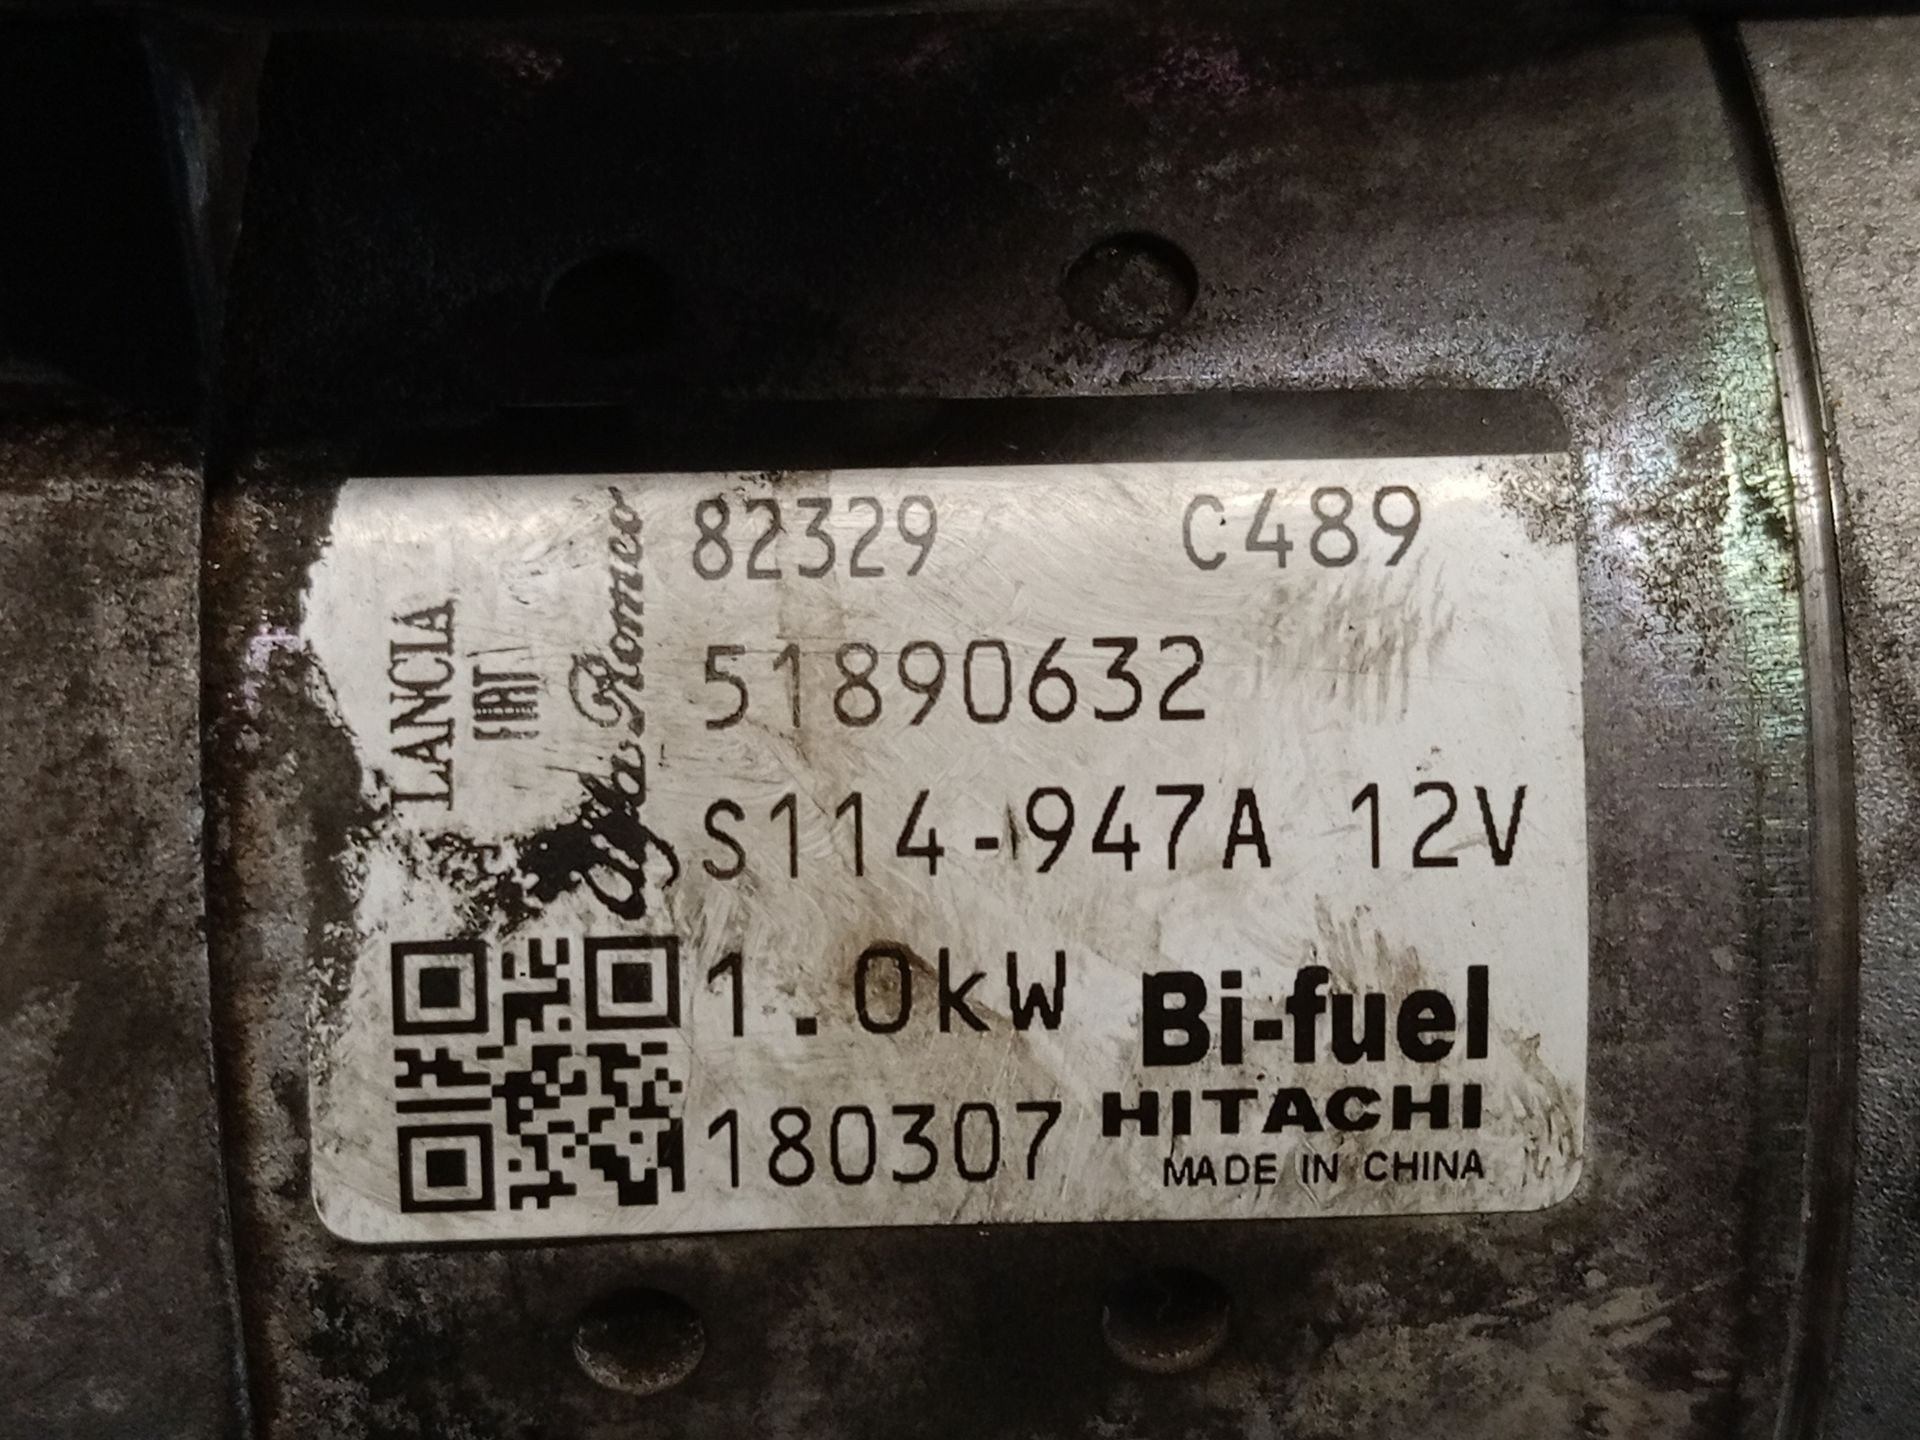 82329 C489
51890632
S114-947A 12V
1.0kW Bi-fuel
180307 HITACHI
MADE IN CHINA
LANCIA
FIAT
Alfa Romeo